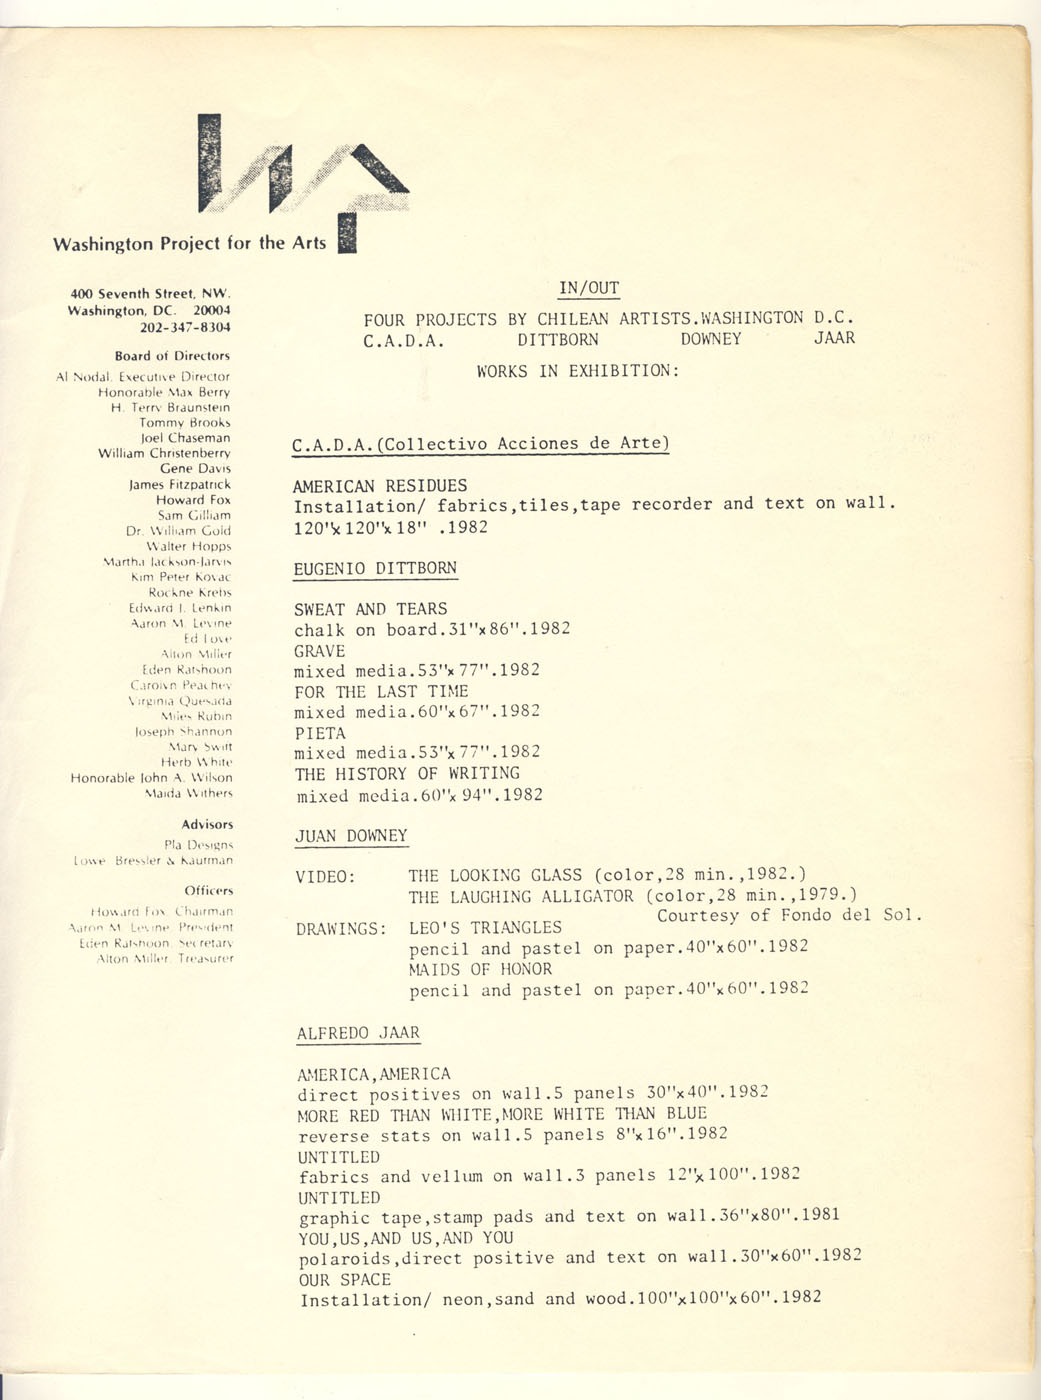 WPA
Washington Project for the Arts
400 Seventh Street, NW.
Washington, DC. 20004
202-347-8304
Board of Directors
Al Nodal, Executive Director
Honorable Max Berry
H. Terry Braunstein
Tommy Brooks
Joel Chaseman
William Christenberry
Gene Davis
James Fitzpatrick
Howard Fox
Sam Gilliam
Dr. William Gold
Walter Hopps
Martha Jackson-Jarvis
Kim Peter Kovac
Rockne Krebs
Edward J. Lenkin
Aaron M. Levine
Ed Love
Alton Miller
Eden Ratshoon
Carolyn Peachey
Virginia Quesada
Miles Rubin
Joseph Shannon
Mary Swift
Herb White
Honorable John A. Wilson
Maida Withers
Advisors
Pla Designs
Lowe, Bressler & Kaufman
Officers
Howard Fox, Chairman
Aaron M. Levine, President
Eden Ratshoon, Secretary
Alton Miller, Treasurer
IN/OUT
FOUR PROJECTS BY CHILEAN ARTISTS.WASHINGTON D.C.
C.A.D.A. DITTBORN DOWNEY JAAR
WORKS IN EXHIBITION:
C.A.D.A.(Collectivo Acciones de Arte)
AMERICAN RESIDUES
Installation/ fabrics,tiles,tape recorder and text on wall.
120"x120"x18" .1982
EUGENIO DITTBORN
SWEAT AND TEARS
chalk on board.31"x86".1982
GRAVE
mixed media.53"x77".1982
FOR THE LAST TIME
mixed media.60"x67".1982
PIETA
mixed media.53"x77".1982
THE HISTORY OF WRITING
mixed media.60"x 94".1982
JUAN DOWNEY
VIDEO: THE LOOKING GLASS (color,28 min.,1982.)
THE LAUGHING ALLIGATOR (color,28 min.,1979.)
Courtesy of Fondo del Sol.
DRAWINGS: LEO'S TRIANGLES
pencil and pastel on paper.40"x60".1982
MAIDS OF HONOR
pencil and pastel on paper.40"x60".1982
ALFREDO JAAR
AMERICA,AMERICA
direct positives on wall.5 panels 30"x40".1982
MORE RED THAN WHITE,MORE WHITE THAN BLUE
reverse stats on wall.5 panels 8"x16".1982
UNTITLED
fabrics and vellum on wall.3 panels 12"x100".1982
UNTITLED
graphic tape,stamp pads and text on wall.36"x80".1981
YOU,US,AND US,AND YOU
polaroids,direct positive and text on wall.30"x60".1982
OUR SPACE
Installation/ neon,sand and wood.100"x100"x60".1982